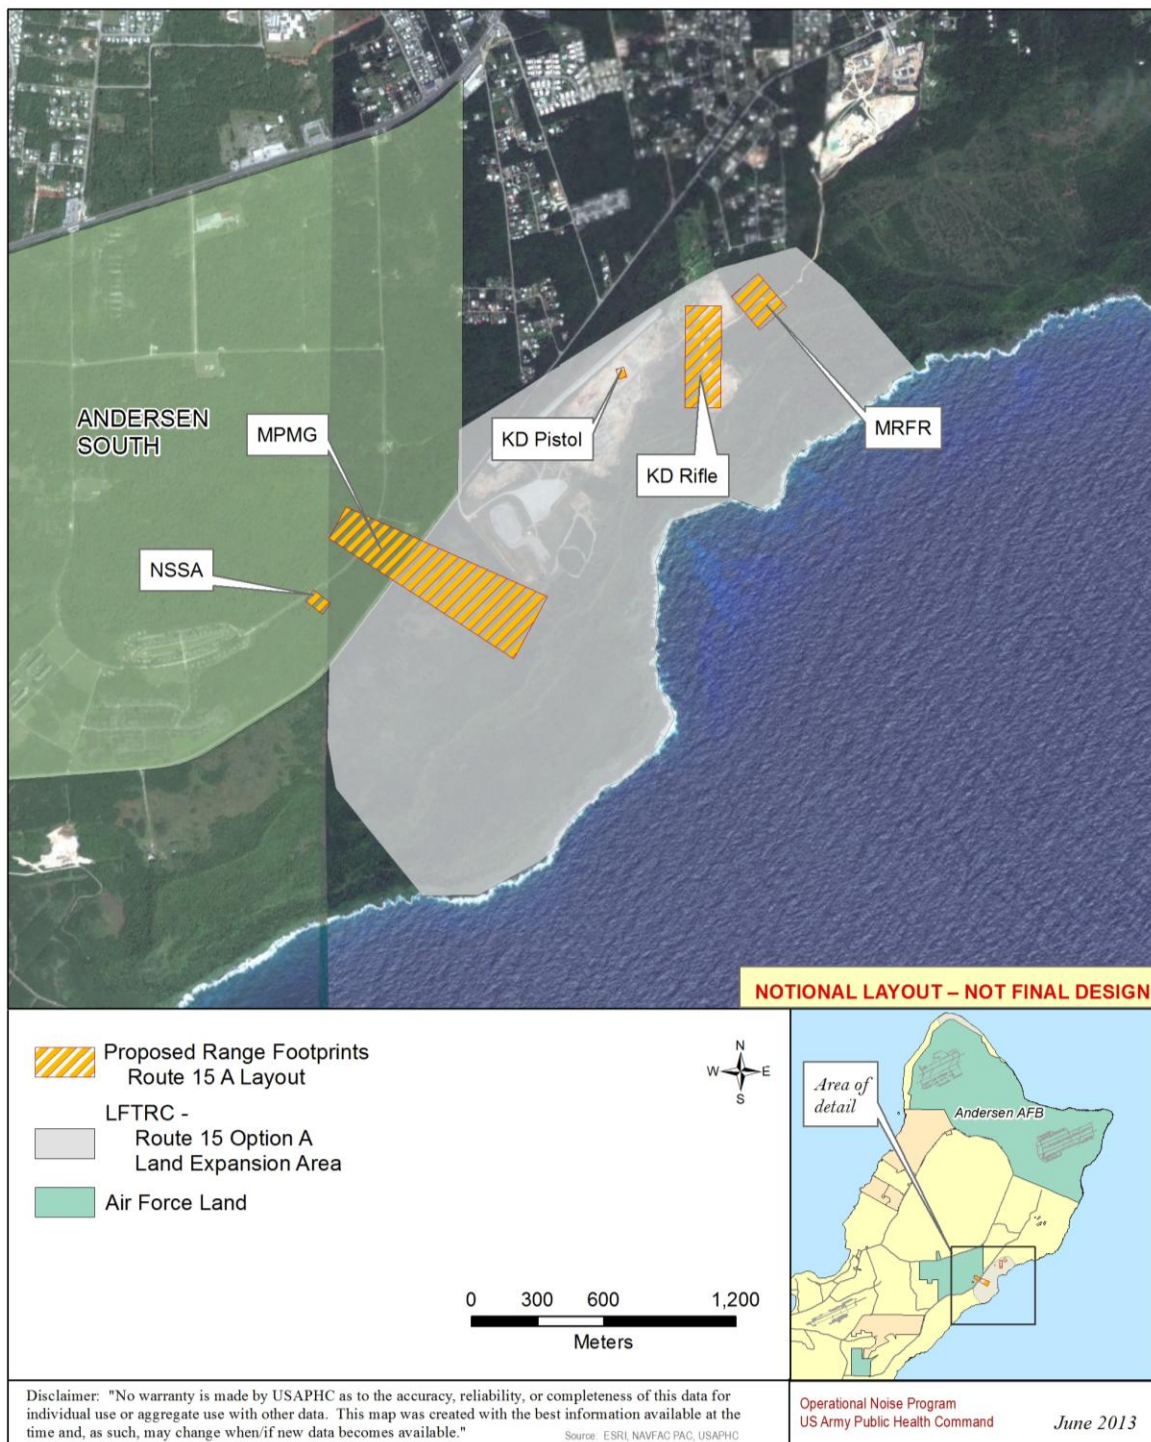 ANDERSEN
SOUTH
MPMG
NSSA
KD Pistol
KD Rifle
MRFR
NOTIONAL LAYOUT – NOT FINAL DESIGN
Proposed Range Footprints
Route 15 A Layout
LFTRC -
Route 15 Option A
Land Expansion Area
Air Force Land
N
W E
S
0 300 600 1,200
Meters
Area of
detail
Andersen AFB
Disclaimer: "No warranty is made by USAPHC as to the accuracy, reliability, or completeness of this data for
individual use or aggregate use with other data. This map was created with the best information available at the
time and, as such, may change when/if new data becomes available."
Source: ESRI, NAVFAC PAC, USAPHC
Operational Noise Program
US Army Public Health Command
June 2013